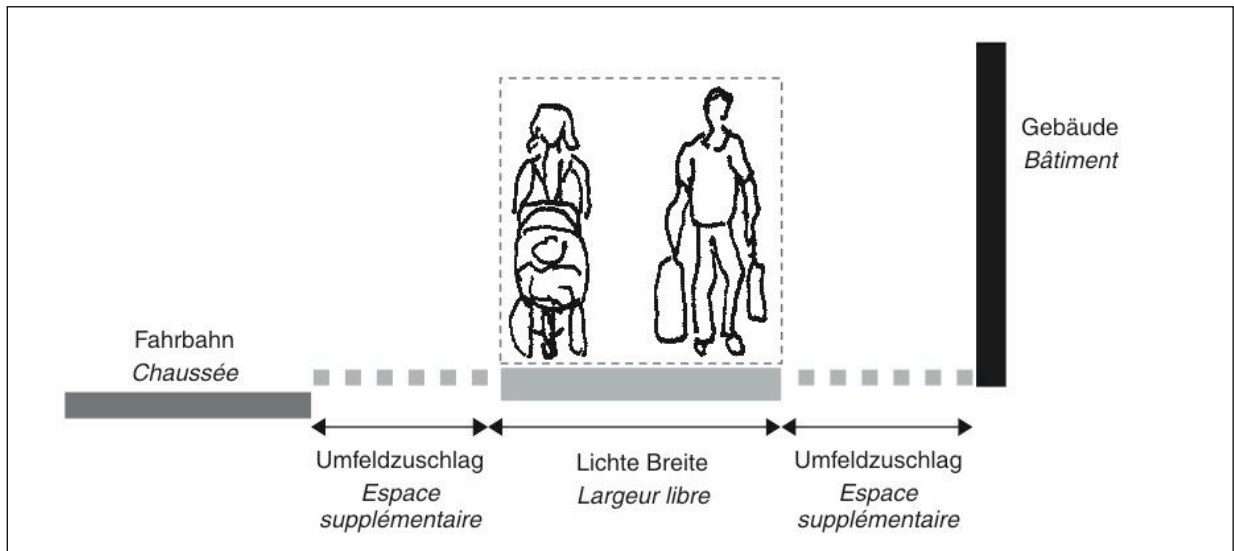 Gebäude
Bâtiment
Fahrbahn
Chaussée
Umfeldzuschlag
Espace
supplémentaire
Lichte Breite
Largeur libre
Umfeldzuschlag
Espace
supplémentaire